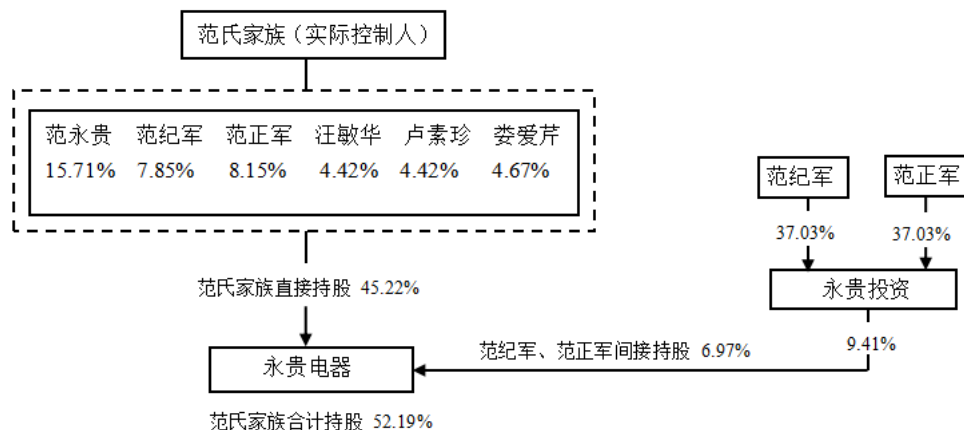 范氏家族（实际控制人）
范永贵 范纪军 范正军 汪敏华 卢素珍 娄爱芹
15.71% 7.85% 8.15% 4.42% 4.42% 4.67%
范纪军 范正军
37.03% 37.03%
范氏家族直接持股 45.22%
永贵投资
范纪军、范正军间接持股 6.97%
9.41%
永贵电器
范氏家族合计持股 52.19%